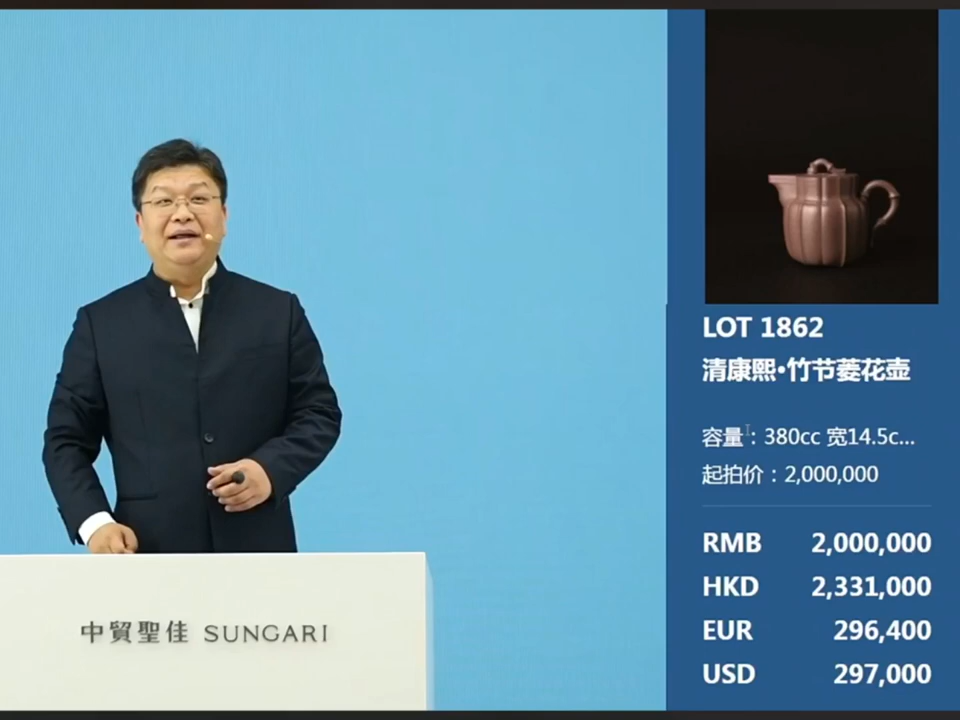 LOT 1862
清康熙·竹节菱花壶
容量：380cc 宽14.5c...
起拍价：2,000,000
RMB 2,000,000
HKD 2,331,000
EUR 296,400
USD 297,000
中貿聖佳 SUNGARI